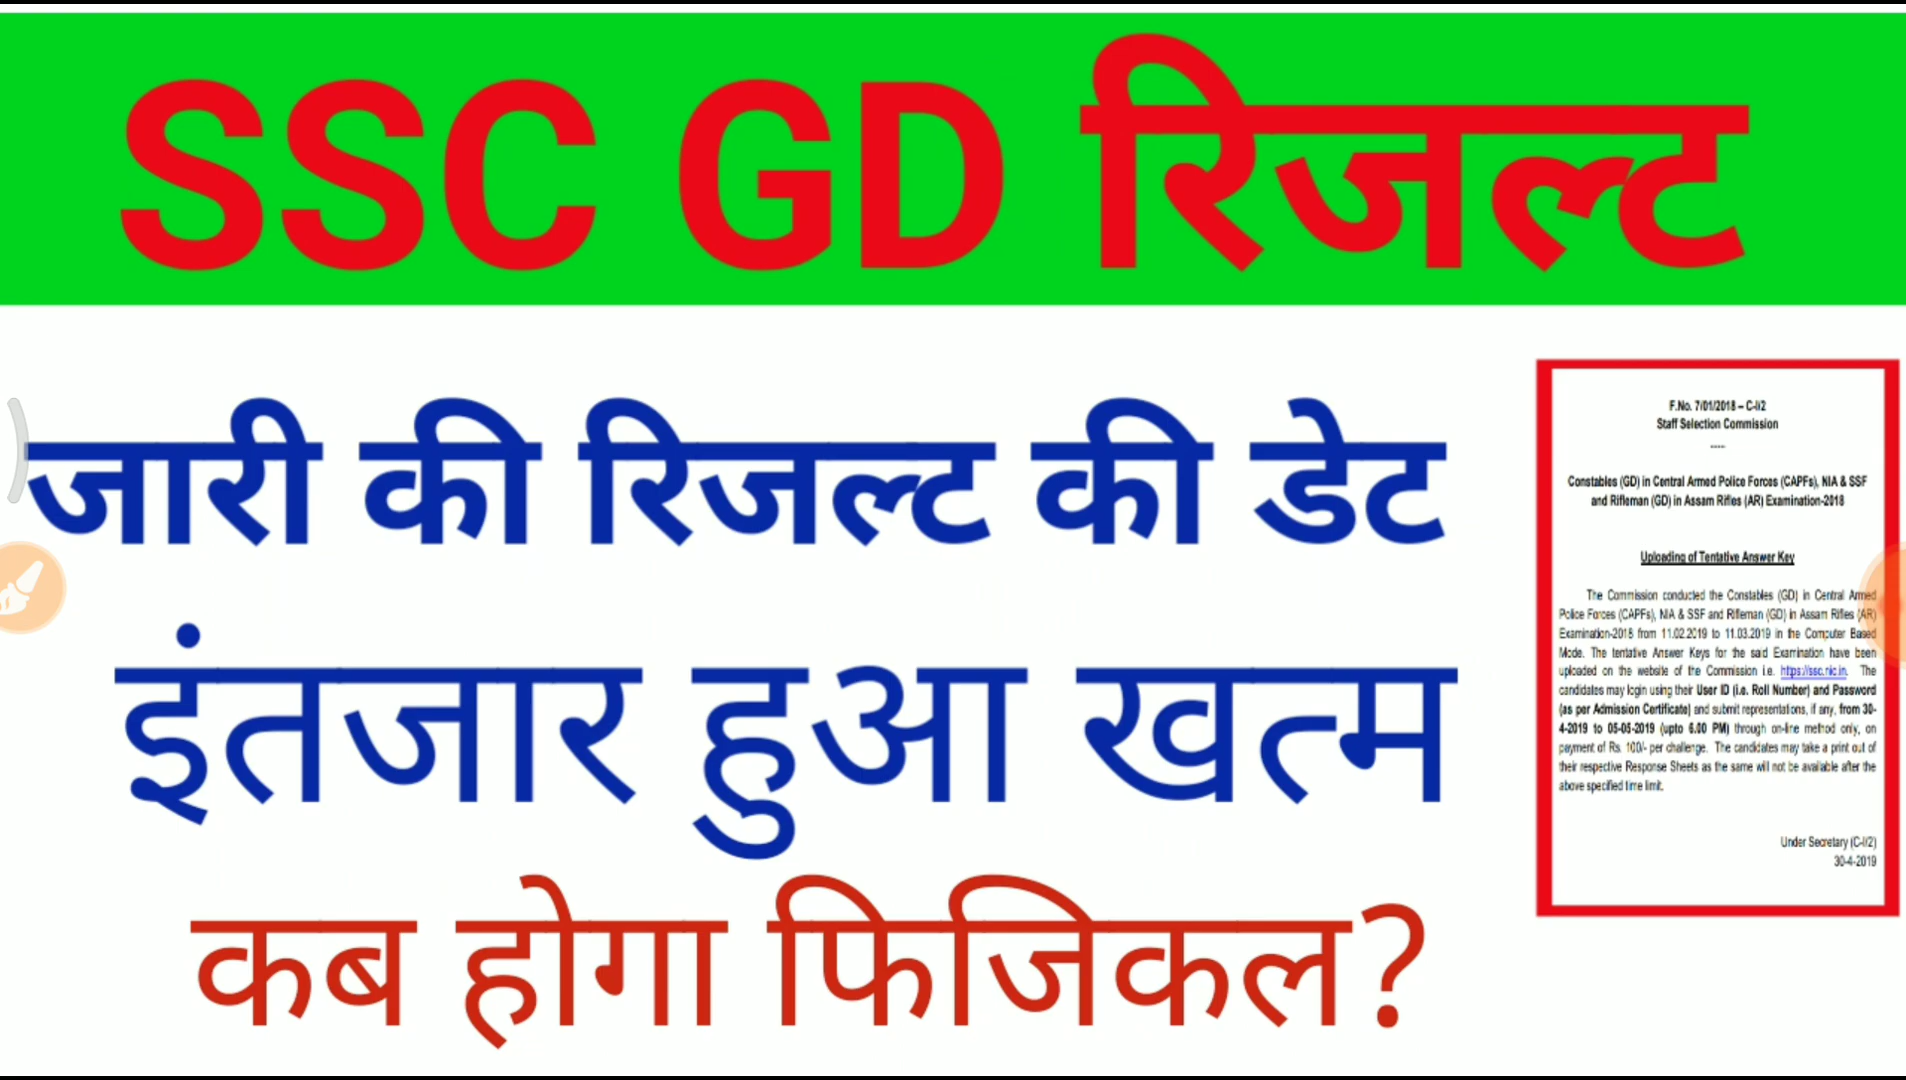 SSC GD रिजल्ट
जारी की रिजल्ट की डेट
इंतजार हुआ खत्म
कब होगा फिजिकल?
F.No. 7/01/2018 – C-I/2
Staff Selection Commission
-----
Constables (GD) in Central Armed Police Forces (CAPFs), NIA & SSF
and Rifleman (GD) in Assam Rifles (AR) Examination-2018
Uploading of Tentative Answer Key
The Commission conducted the Constables (GD) in Central Armed
Police Forces (CAPFs), NIA & SSF and Rifleman (GD) in Assam Rifles (AR)
Examination-2018 from 11.02.2019 to 11.03.2019 in the Computer Based
Mode. The tentative Answer Keys for the said Examination have been
uploaded on the website of the Commission i.e. https://ssc.nic.in. The
candidates may login using their User ID (i.e. Roll Number) and Password
(as per Admission Certificate) and submit representations, if any, from 30-
4-2019 to 05-05-2019 (upto 6.00 PM) through on-line method only, on
payment of Rs. 100/- per challenge. The candidates may take a print out of
their respective Response Sheets as the same will not be available after the
above specified time limit.
Under Secretary (C-I/2)
30-4-2019